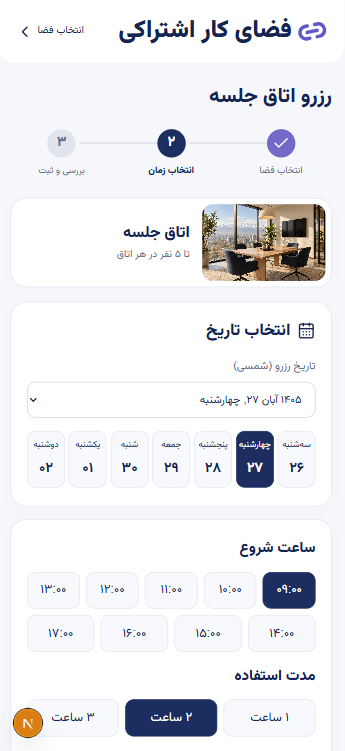 فضای کار اشتراکی
انتخاب فضا
رزرو اتاق جلسه
۲
۳
انتخاب فضا
انتخاب زمان
بررسی و ثبت
اتاق جلسه
تا ۵ نفر در هر اتاق
انتخاب تاریخ
تاریخ رزرو (شمسی)
۱۴۰۵ آبان ۲۷, چهارشنبه
سه‌شنبه چهارشنبه پنجشنبه جمعه شنبه یکشنبه دوشنبه
۲۶ ۲۷ ۲۸ ۲۹ ۳۰ ۰۱ ۰۲
ساعت شروع
۰۹:۰۰ ۱۰:۰۰ ۱۱:۰۰ ۱۲:۰۰ ۱۳:۰۰
۱۴:۰۰ ۱۵:۰۰ ۱۶:۰۰ ۱۷:۰۰
مدت استفاده
۱ ساعت ۲ ساعت ۳ ساعت
N